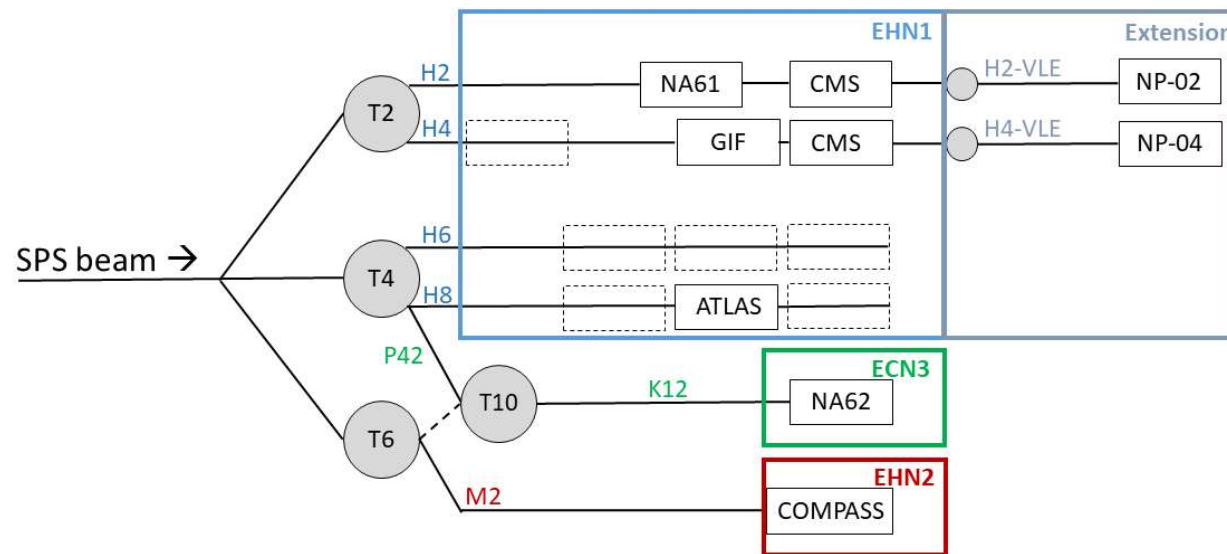 EHN1
Extension
H2
NA61
CMS
H2-VLE
NP-02
T2
H4
GIF
CMS
H4-VLE
NP-04
H6
SPS beam →
T4
H8
ATLAS
P42
ECN3
T10
K12
NA62
T6
EHN2
M2
COMPASS